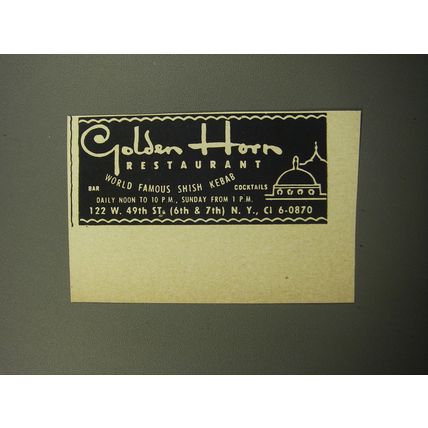 Golden Horn
RESTAURANT
WORLD FAMOUS SHISH KEBAB
BAR COCKTAILS
DAILY NOON TO 10 P.M., SUNDAY FROM 1 P.M.
122 W. 49th ST. (6th & 7th) N. Y., CI 6-0870